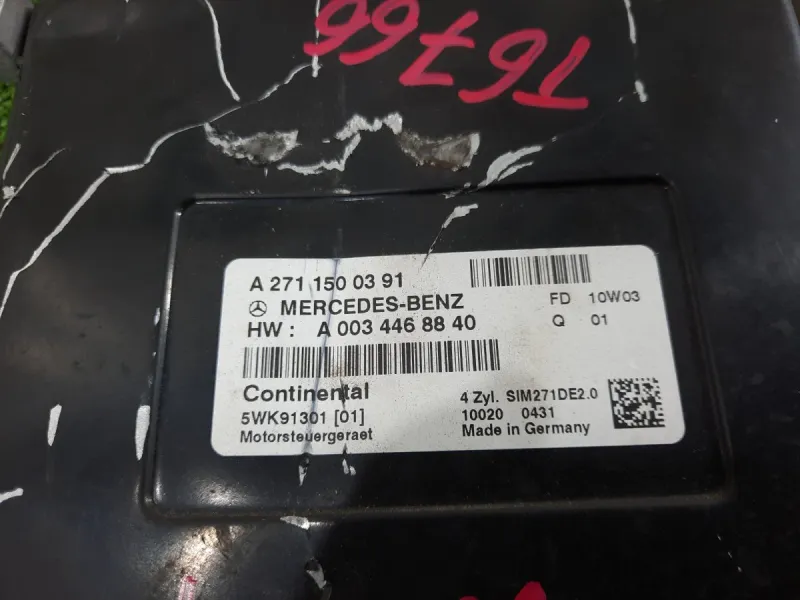 T6766
A 271 150 03 91
MERCEDES-BENZ FD 10W03
HW : A 003 446 88 40 Q 01
Continental 4 Zyl. SIM271DE2.0
5WK91301 [01] 10020 0431
Motorsteuergeraet Made in Germany